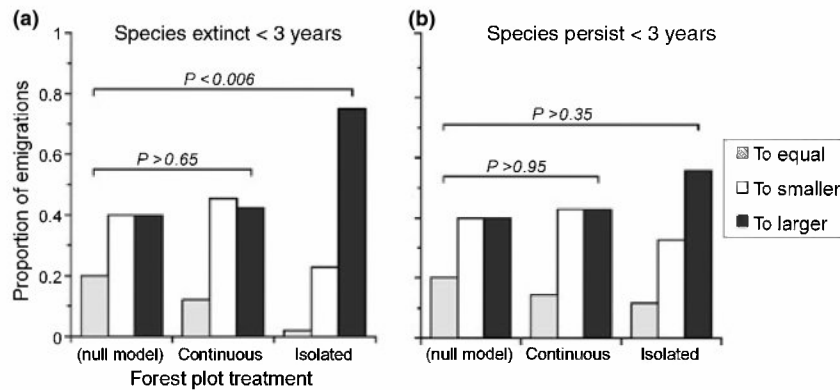 (a)
Species extinct < 3 years
P <0.006
P >0.65
Proportion of emigrations
1
0.8
0.6
0.4
0.2
0
(null model) Continuous Isolated
Forest plot treatment
(b)
Species persist < 3 years
P >0.35
P >0.95
(null model) Continuous Isolated
To equal
To smaller
To larger